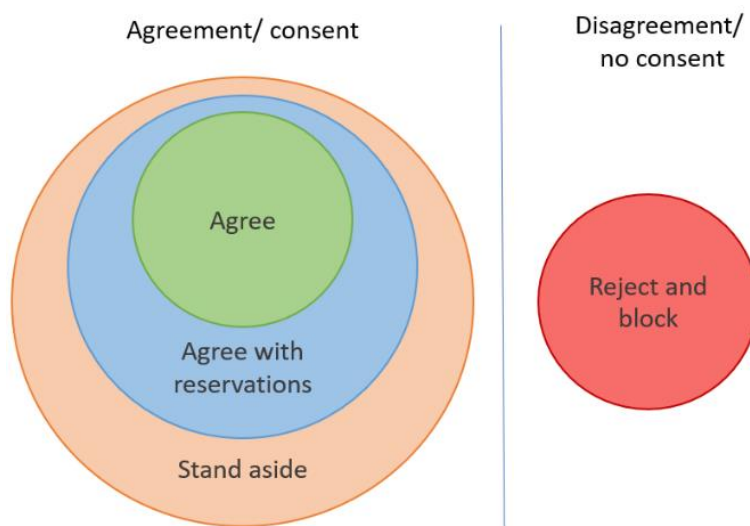 Agreement/ consent
Disagreement/
no consent
Agree
Agree with
reservations
Stand aside
Reject and
block